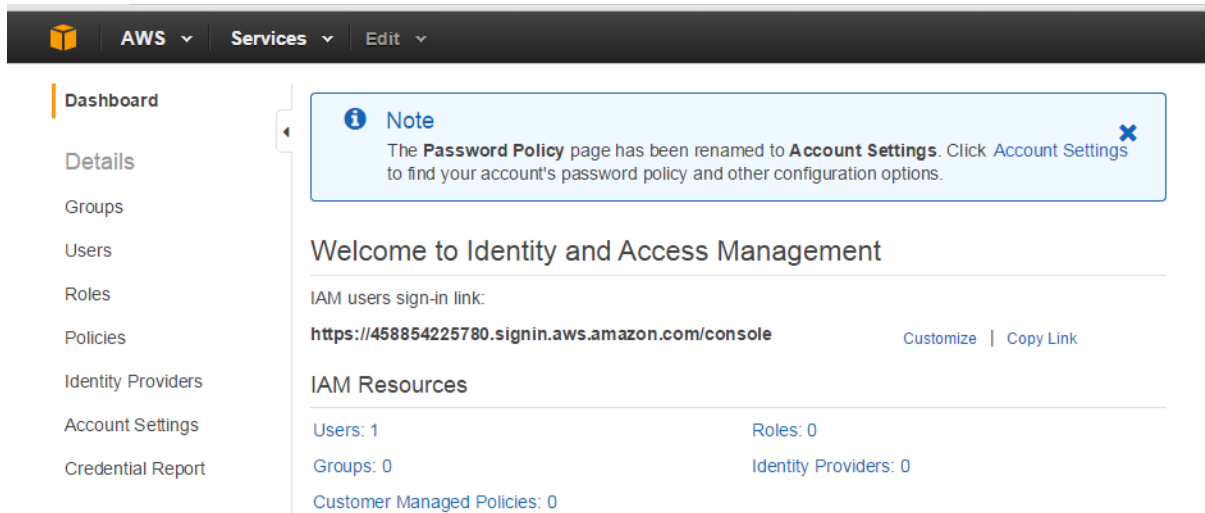 AWS Services Edit
Dashboard
Details
Groups
Users
Roles
Policies
Identity Providers
Account Settings
Credential Report
Note
The Password Policy page has been renamed to Account Settings. Click Account Settings
to find your account's password policy and other configuration options.
Welcome to Identity and Access Management
IAM users sign-in link:
https://458854225780.signin.aws.amazon.com/console Customize | Copy Link
IAM Resources
Users: 1 Roles: 0
Groups: 0 Identity Providers: 0
Customer Managed Policies: 0